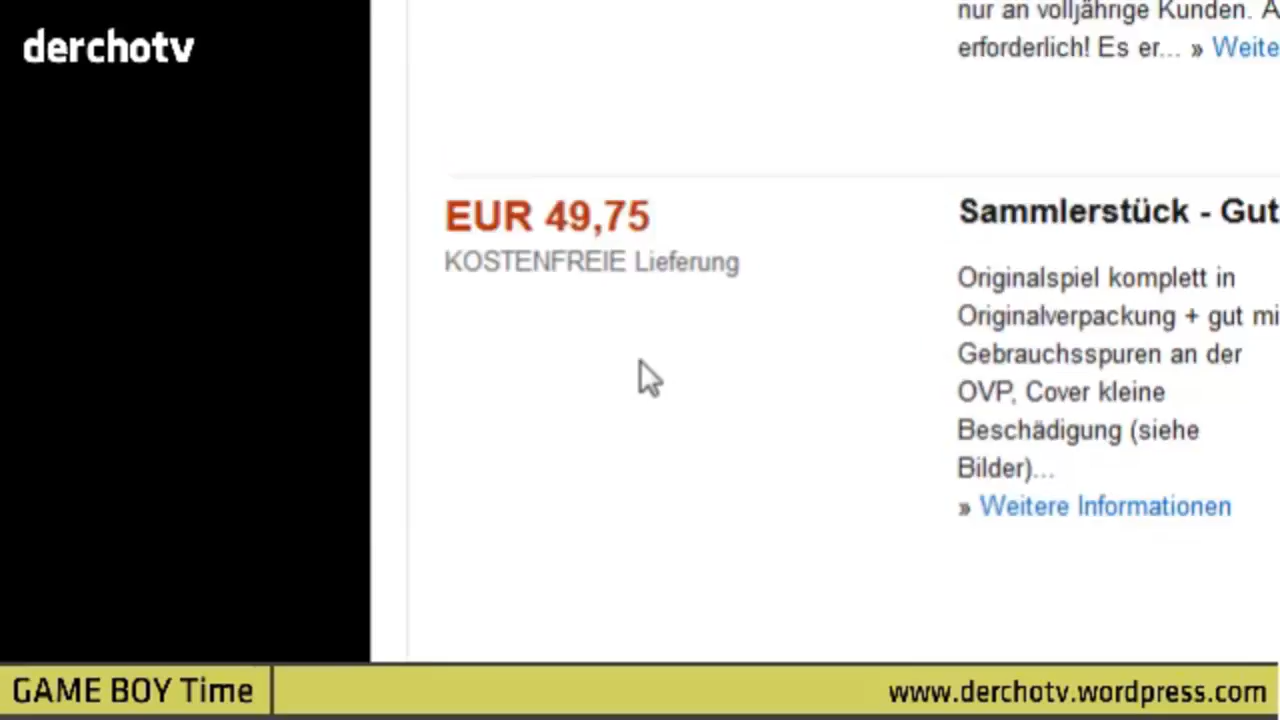 derchotv
nur an volljährige Kunden.
erforderlich! Es er... »
EUR 49,75
KOSTENFREIE Lieferung
Sammlerstück - Gut
Originalspiel komplett in
Originalverpackung + gut
Gebrauchsspuren an der
OVP, Cover kleine
Beschädigung (siehe
Bilder)...
» Weitere Informationen
GAME BOY Time
www.derchotv.wordpress.com